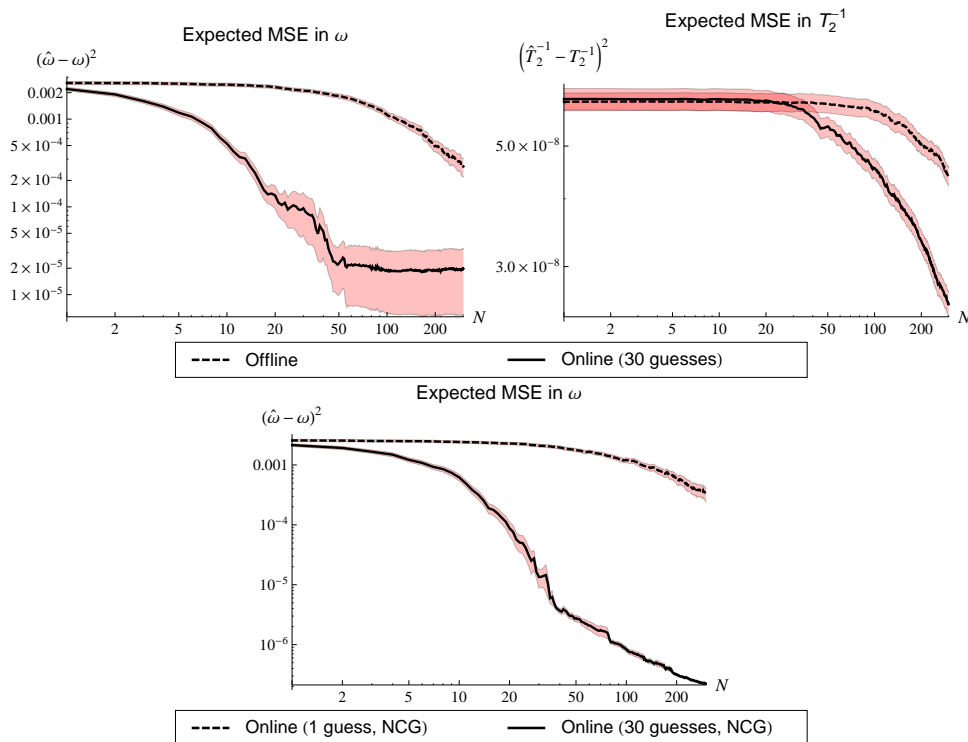 Expected MSE in ω
(ω̂ − ω)²
0.002
0.001
5 × 10⁻⁴
2 × 10⁻⁴
1 × 10⁻⁴
5 × 10⁻⁵
2 × 10⁻⁵
1 × 10⁻⁵
2 5 10 20 50 100 200 N
Expected MSE in T₂⁻¹
(T̂₂⁻¹ − T₂⁻¹)²
5.0 × 10⁻⁸
3.0 × 10⁻⁸
2 5 10 20 50 100 200 N
Offline Online (30 guesses)
Expected MSE in ω
(ω̂ − ω)²
0.001
10⁻⁴
10⁻⁵
10⁻⁶
2 5 10 20 50 100 200 N
Online (1 guess, NCG) Online (30 guesses, NCG)